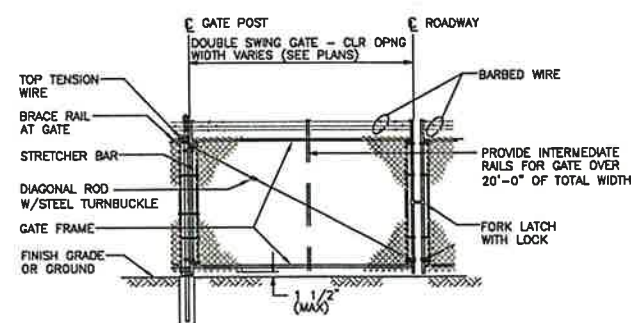 ℄ GATE POST
℄ ROADWAY
DOUBLE SWING GATE – CLR OPNG
WIDTH VARIES (SEE PLANS)
TOP TENSION
WIRE
BARBED WIRE
BRACE RAIL
AT GATE
STRETCHER BAR
PROVIDE INTERMEDIATE
RAILS FOR GATE OVER
20'-0" OF TOTAL WIDTH
DIAGONAL ROD
W/STEEL TURNBUCKLE
GATE FRAME
FORK LATCH
WITH LOCK
FINISH GRADE
OR GROUND
1 1/2"
(MAX)